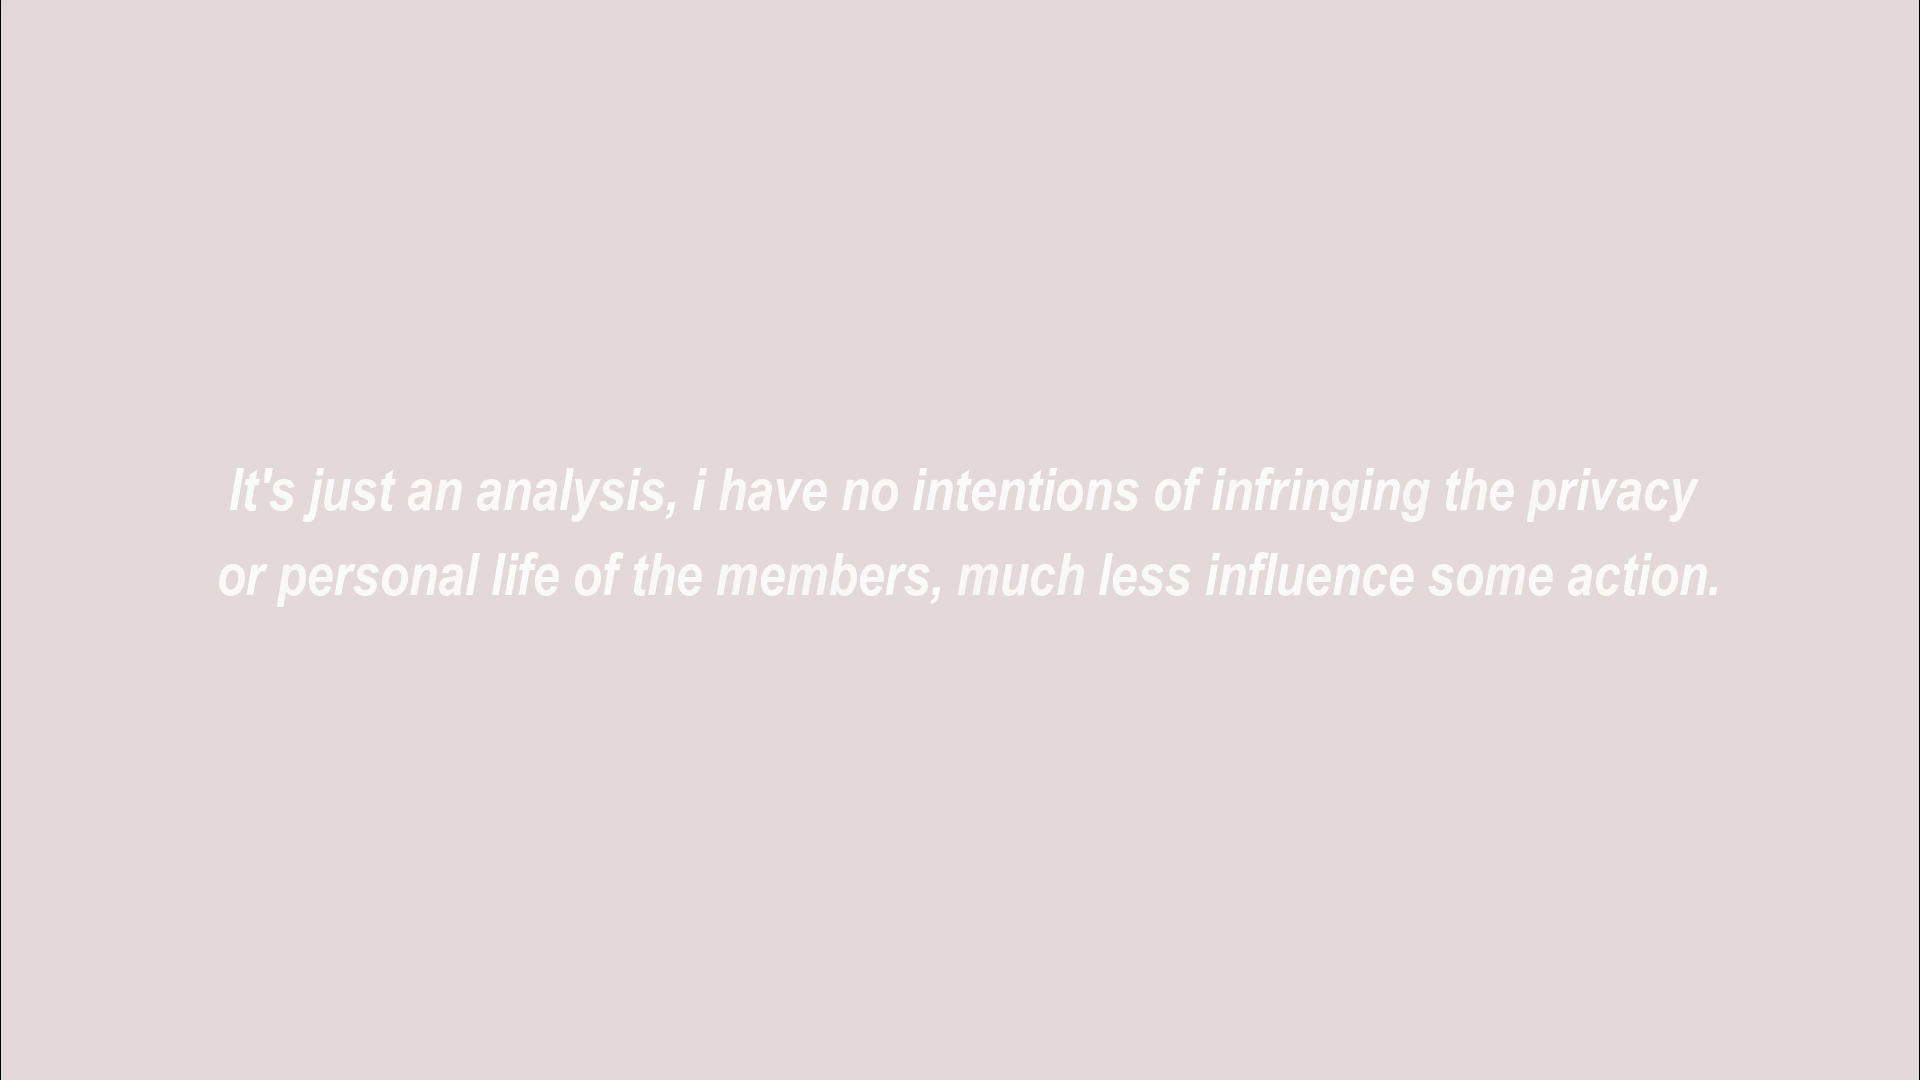 It's just an analysis, i have no intentions of infringing the privacy
or personal life of the members, much less influence some action.